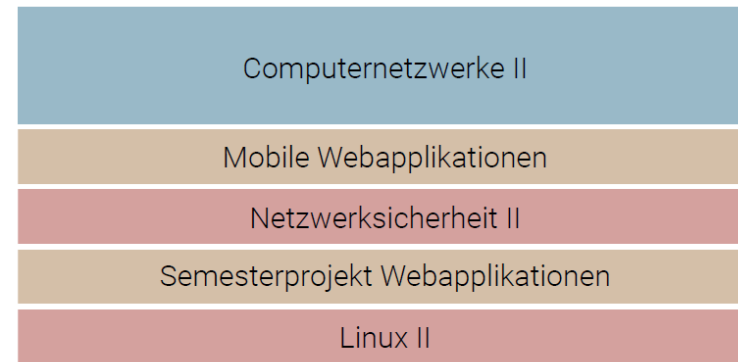 Computernetzwerke II
Mobile Webapplikationen
Netzwerksicherheit II
Semesterprojekt Webapplikationen
Linux II